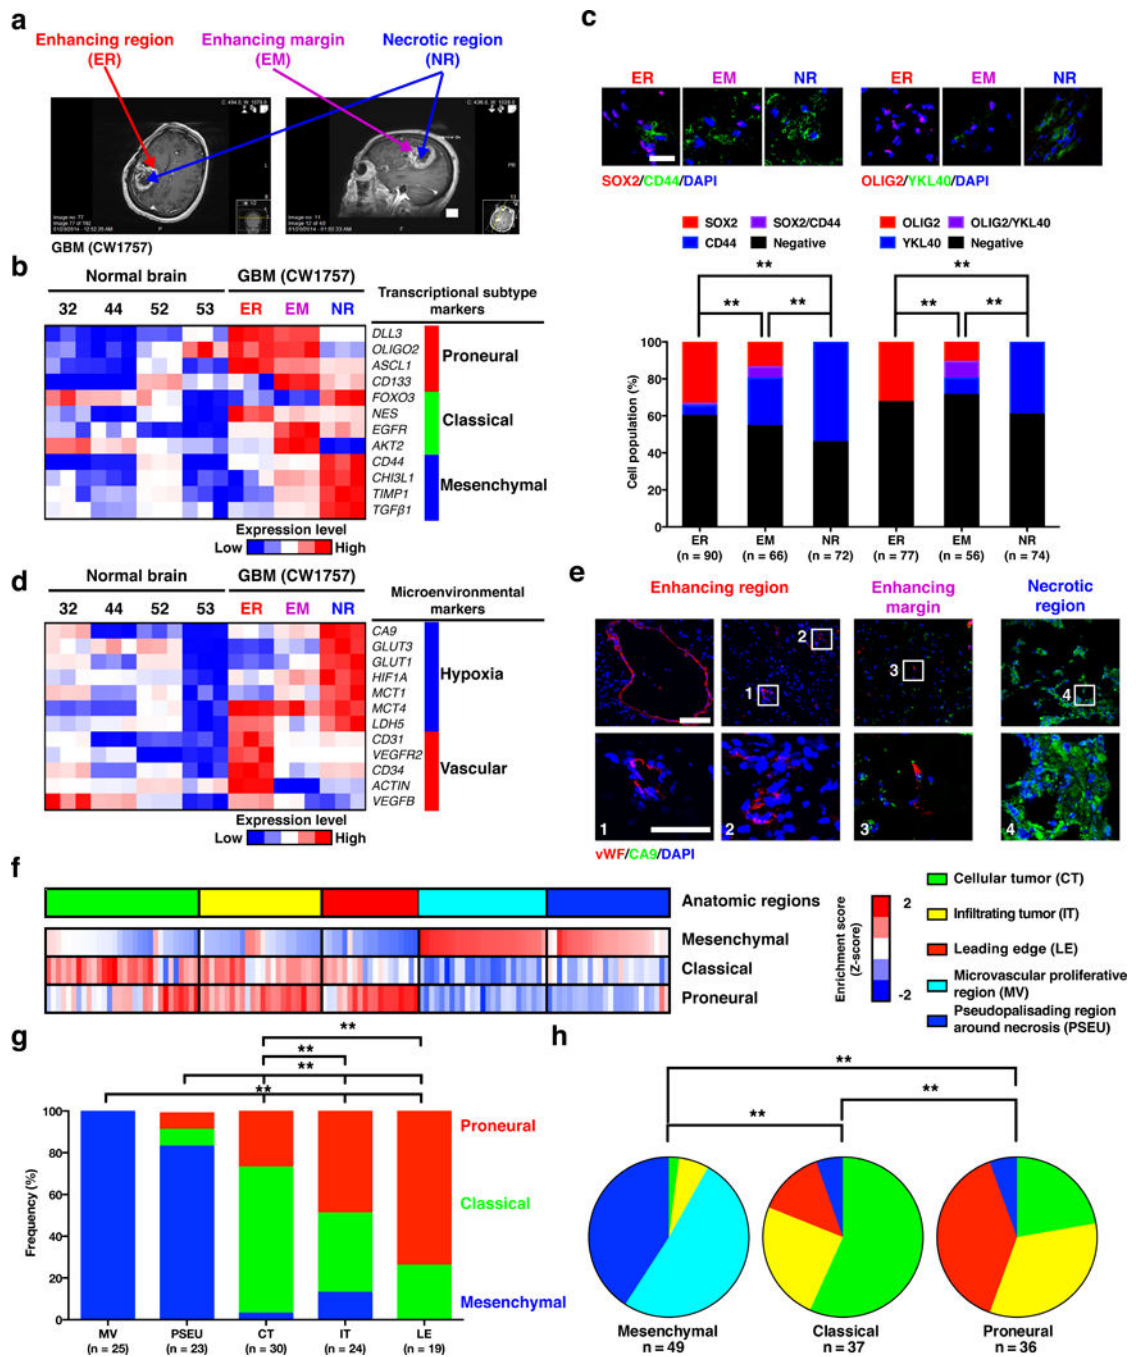 a
Enhancing region
(ER)
Enhancing margin
(EM)
Necrotic region
(NR)
GBM (CW1757)
b
Normal brain
GBM (CW1757)
32 44 52 53 ER EM NR
Transcriptional subtype
markers
DLL3
OLIGO2
ASCL1
CD133
FOXO3
NES
EGFR
AKT2
CD44
CHI3L1
TIMP1
TGFβ1
Proneural
Classical
Mesenchymal
Expression level
Low High
c
ER EM NR
SOX2/CD44/DAPI
ER EM NR
OLIG2/YKL40/DAPI
SOX2 SOX2/CD44
CD44 Negative
OLIG2 OLIG2/YKL40
YKL40 Negative
**
** **
**
** **
Cell population (%)
100
80
60
40
20
0
ER EM NR ER EM NR
(n = 90) (n = 66) (n = 72) (n = 77) (n = 56) (n = 74)
d
Normal brain
GBM (CW1757)
32 44 52 53 ER EM NR
Microenvironmental
markers
CA9
GLUT3
GLUT1
HIF1A
MCT1
MCT4
LDH5
CD31
VEGFR2
CD34
ACTIN
VEGFB
Hypoxia
Vascular
Expression level
Low High
e
Enhancing region
Enhancing
margin
Necrotic
region
1
2
3
4
1
2
3
4
vWF/CA9/DAPI
f
Anatomic regions
Mesenchymal
Classical
Proneural
Enrichment score
(Z-score)
2
-2
Cellular tumor (CT)
Infiltrating tumor (IT)
Leading edge (LE)
Microvascular proliferative
region (MV)
Pseudopalisading region
around necrosis (PSEU)
g
**
**
**
**
Frequency (%)
100
80
60
40
20
0
Proneural
Classical
Mesenchymal
MV PSEU CT IT LE
(n = 25) (n = 23) (n = 30) (n = 24) (n = 19)
h
**
**
**
Mesenchymal
n = 49
Classical
n = 37
Proneural
n = 36